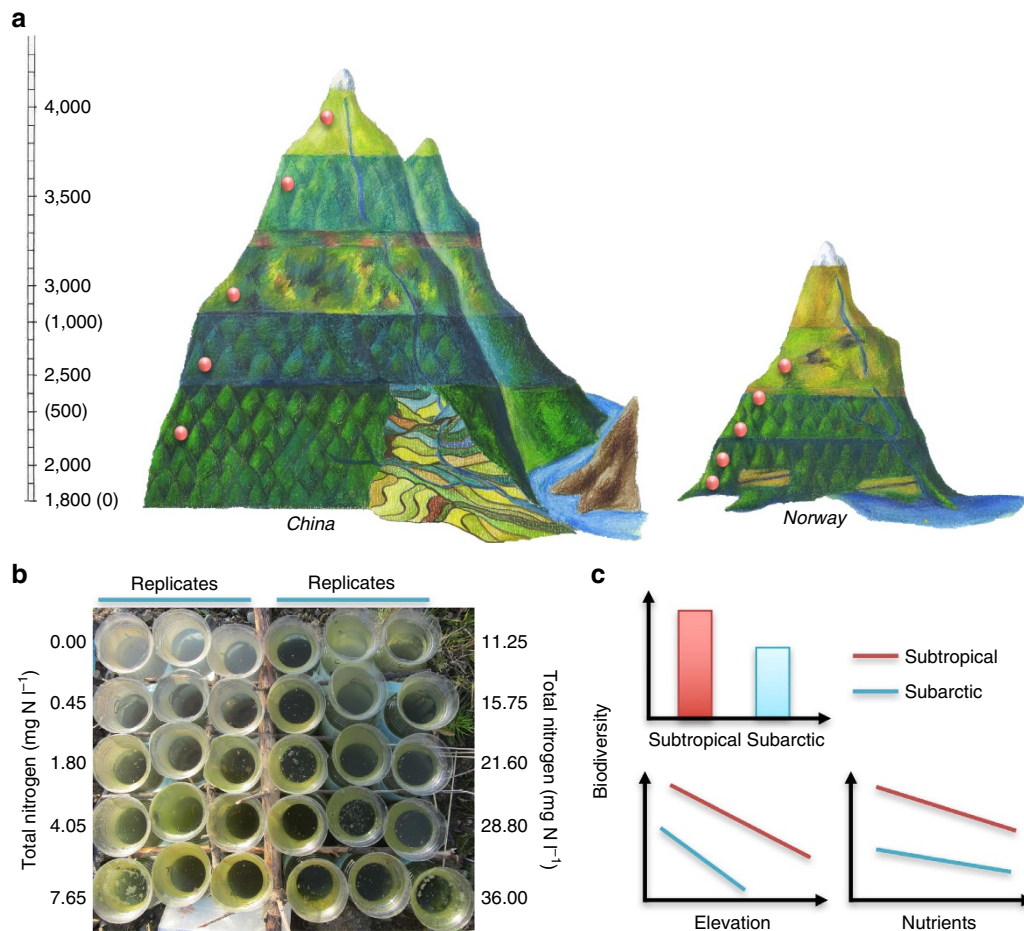 a
4,000
3,500
3,000
(1,000)
2,500
(500)
2,000
1,800 (0)
China
Norway
b
Replicates
Replicates
Total nitrogen (mg N l⁻¹)
0.00
0.45
1.80
4.05
7.65
11.25
15.75
21.60
28.80
36.00
Total nitrogen (mg N l⁻¹)
c
Biodiversity
Subtropical Subarctic
Subtropical
Subarctic
Elevation
Nutrients